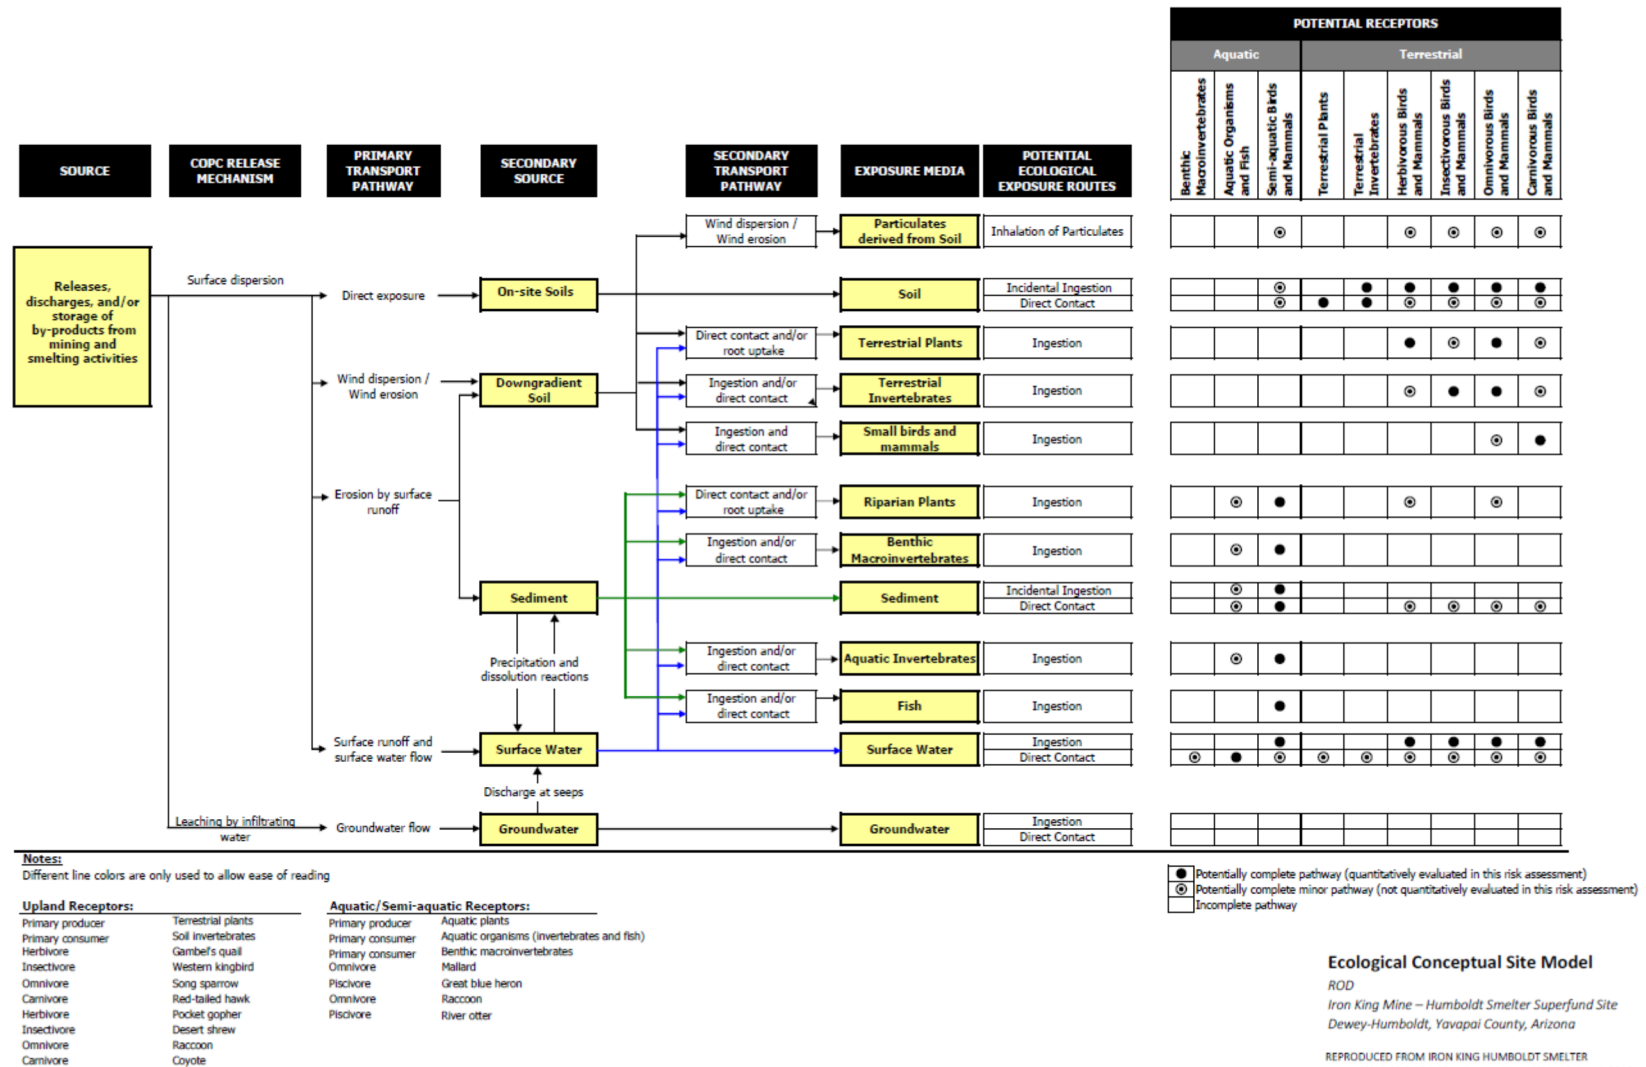 POTENTIAL RECEPTORS
Aquatic
Terrestrial
Benthic
Macroinvertebrates
Aquatic Organisms
and Fish
Semi-aquatic Birds
and Mammals
Terrestrial Plants
Terrestrial
Invertebrates
Herbivorous Birds
and Mammals
Insectivorous Birds
and Mammals
Omnivorous Birds
and Mammals
Carnivorous Birds
and Mammals
SOURCE
COPC RELEASE
MECHANISM
PRIMARY
TRANSPORT
PATHWAY
SECONDARY
SOURCE
SECONDARY
TRANSPORT
PATHWAY
EXPOSURE MEDIA
POTENTIAL
ECOLOGICAL
EXPOSURE ROUTES
Releases,
discharges, and/or
storage of
by-products from
mining and
smelting activities
Surface dispersion
Leaching by infiltrating
water
Direct exposure
Wind dispersion /
Wind erosion
Erosion by surface
runoff
Surface runoff and
surface water flow
Groundwater flow
On-site Soils
Downgradient
Soil
Sediment
Precipitation and
dissolution reactions
Surface Water
Discharge at seeps
Groundwater
Wind dispersion /
Wind erosion
Particulates
derived from Soil
Inhalation of Particulates
Soil
Incidental Ingestion
Direct Contact
Direct contact and/or
root uptake
Terrestrial Plants
Ingestion
Ingestion and/or
direct contact
Terrestrial
Invertebrates
Ingestion
Ingestion and
direct contact
Small birds and
mammals
Ingestion
Direct contact and/or
root uptake
Riparian Plants
Ingestion
Ingestion and/or
direct contact
Benthic
Macroinvertebrates
Ingestion
Sediment
Incidental Ingestion
Direct Contact
Ingestion and/or
direct contact
Aquatic Invertebrates
Ingestion
Ingestion and/or
direct contact
Fish
Ingestion
Surface Water
Ingestion
Direct Contact
Groundwater
Ingestion
Direct Contact
Notes:
Different line colors are only used to allow ease of reading
Upland Receptors:
Primary producer Terrestrial plants
Primary consumer Soil invertebrates
Herbivore Gambel's quail
Insectivore Western kingbird
Omnivore Song sparrow
Carnivore Red-tailed hawk
Herbivore Pocket gopher
Insectivore Desert shrew
Omnivore Raccoon
Carnivore Coyote
Aquatic/Semi-aquatic Receptors:
Primary producer Aquatic plants
Primary consumer Aquatic organisms (invertebrates and fish)
Primary consumer Benthic macroinvertebrates
Omnivore Mallard
Piscivore Great blue heron
Omnivore Raccoon
Piscivore River otter
Potentially complete pathway (quantitatively evaluated in this risk assessment)
Potentially complete minor pathway (not quantitatively evaluated in this risk assessment)
Incomplete pathway
Ecological Conceptual Site Model
ROD
Iron King Mine – Humboldt Smelter Superfund Site
Dewey-Humboldt, Yavapai County, Arizona
REPRODUCED FROM IRON KING HUMBOLDT SMELTER